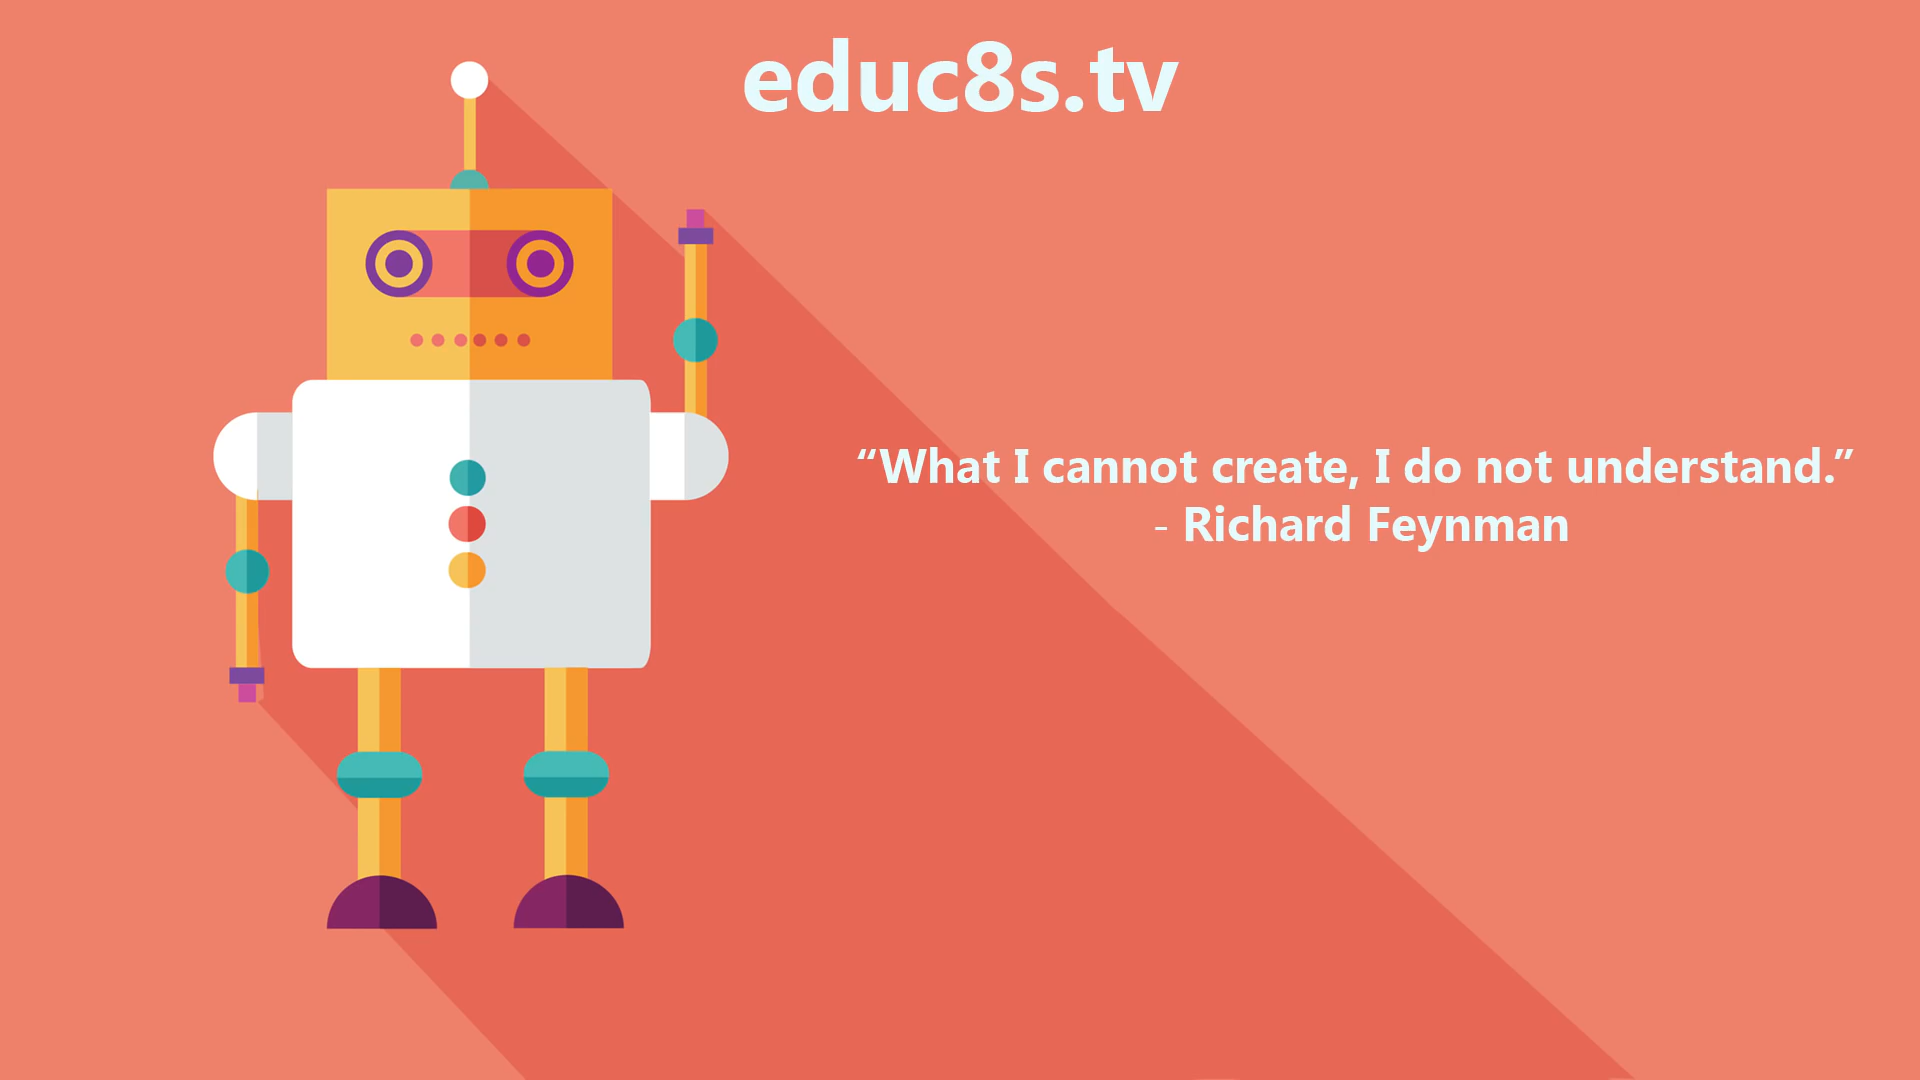 educ8s.tv
“What I cannot create, I do not understand.”
- Richard Feynman